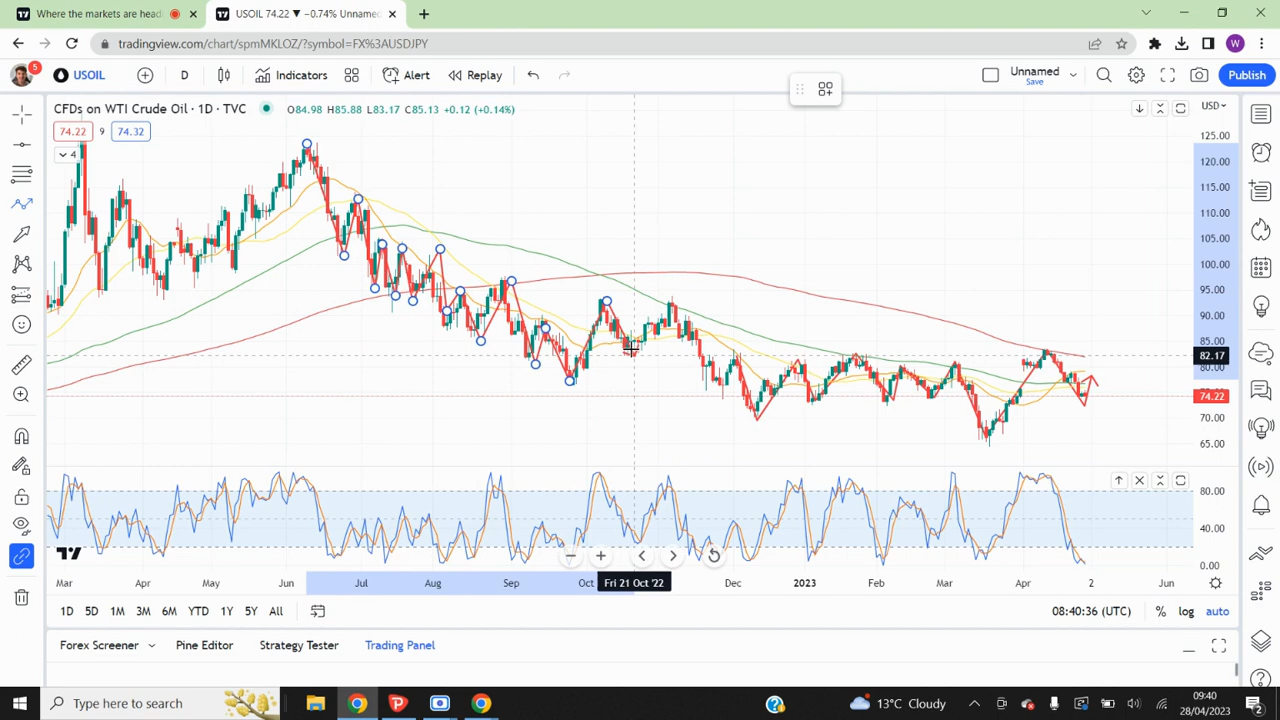 Where the markets are head
USOIL 74.22 ▼ −0.74% Unnamed
tradingview.com/chart/spmMKLOZ/?symbol=FX%3AUSDJPY
W
5
USOIL
D
Indicators
Alert
Replay
Unnamed
Save
Publish
CFDs on WTI Crude Oil · 1D · TVC
O84.98 H85.88 L83.17 C85.13 +0.12 (+0.14%)
USD
74.22 9 74.32
4
125.00
120.00
115.00
110.00
105.00
100.00
95.00
90.00
85.00
82.17
80.00
74.22
70.00
65.00
80.00
40.00
0.00
Mar
Apr
May
Jun
Jul
Aug
Sep
Oct
Fri 21 Oct '22
Dec
2023
Feb
Mar
Apr
2
Jun
1D 5D 1M 3M 6M YTD 1Y 5Y All
08:40:36 (UTC)
% log auto
Forex Screener
Pine Editor
Strategy Tester
Trading Panel
Type here to search
13°C Cloudy
09:40
28/04/2023
2